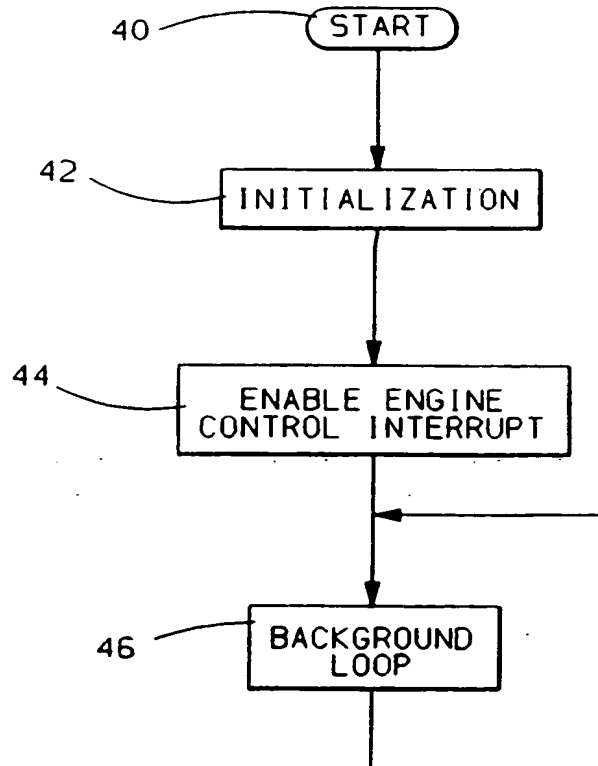 40
START
42
INITIALIZATION
44
ENABLE ENGINE
CONTROL INTERRUPT
46
BACKGROUND
LOOP